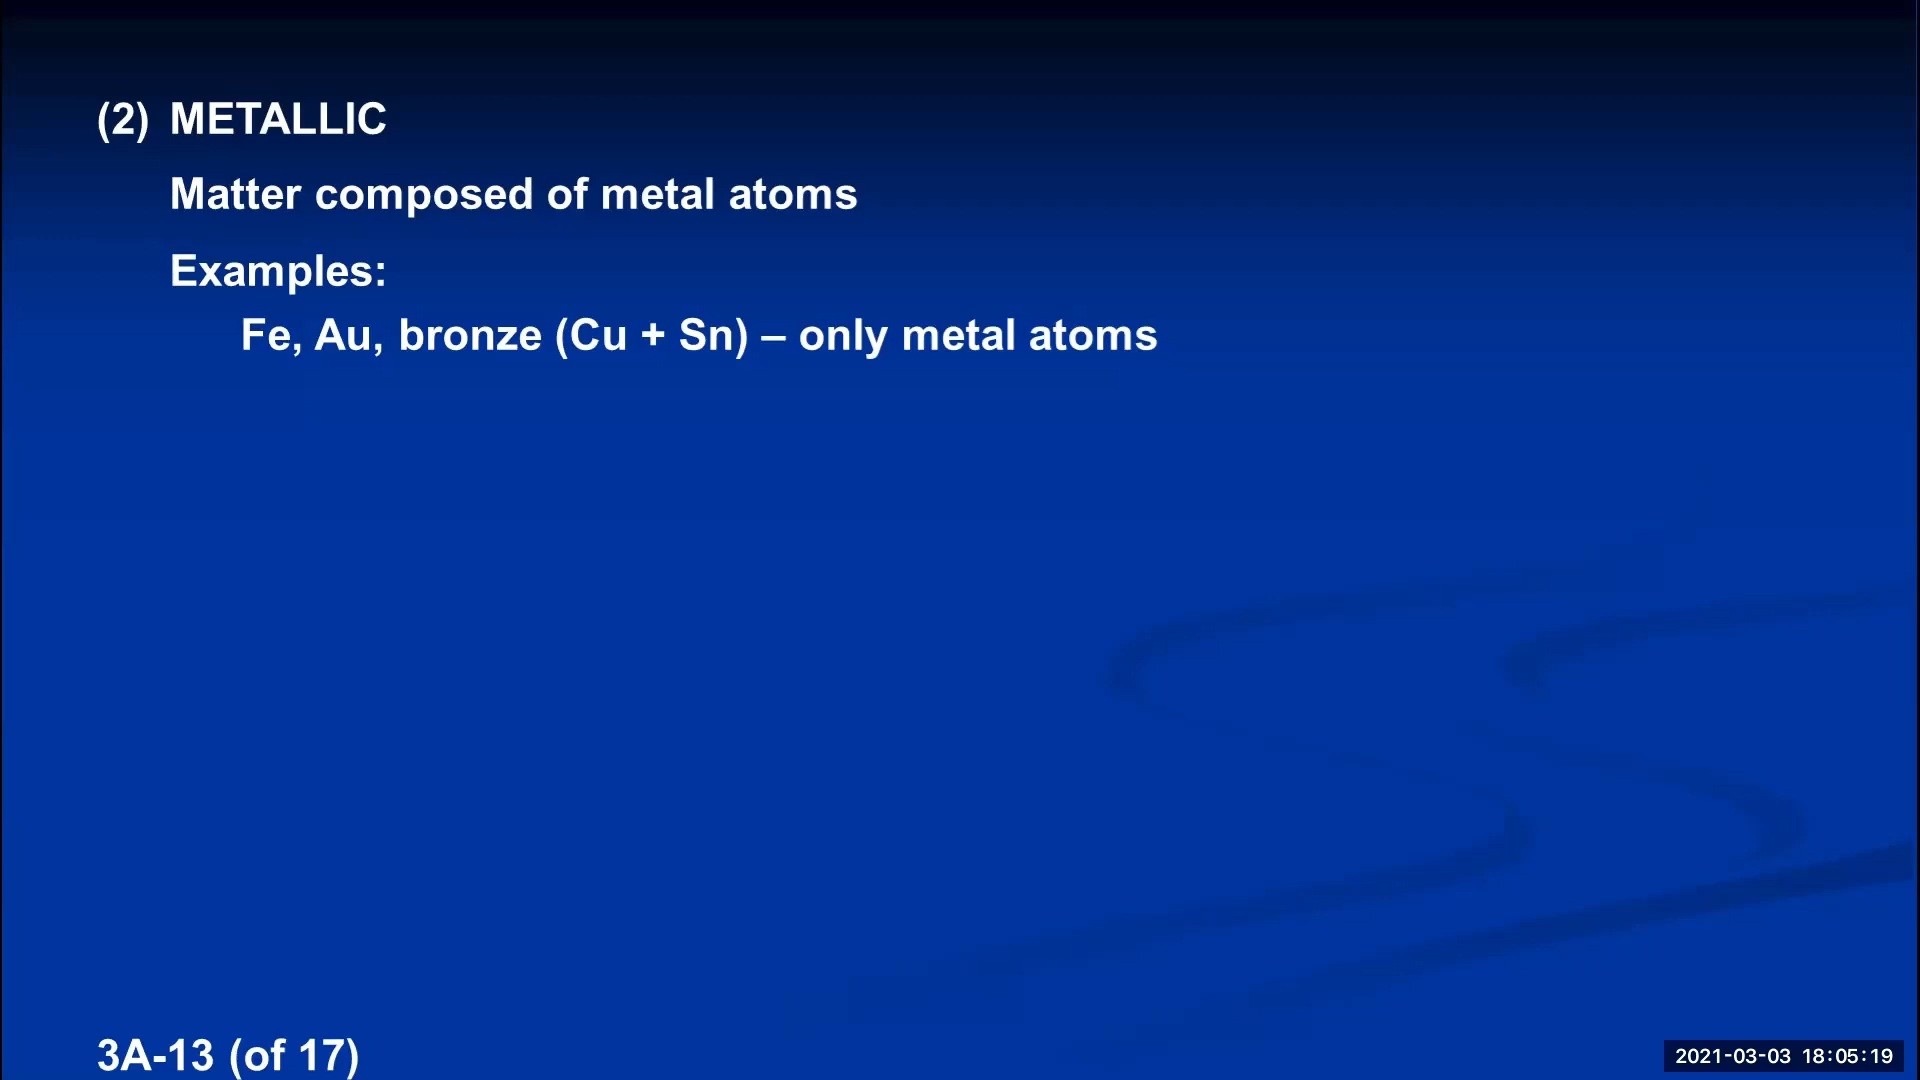 (2) METALLIC
Matter composed of metal atoms
Examples:
Fe, Au, bronze (Cu + Sn) – only metal atoms
3A-13 (of 17)
2021-03-03 18:05:19